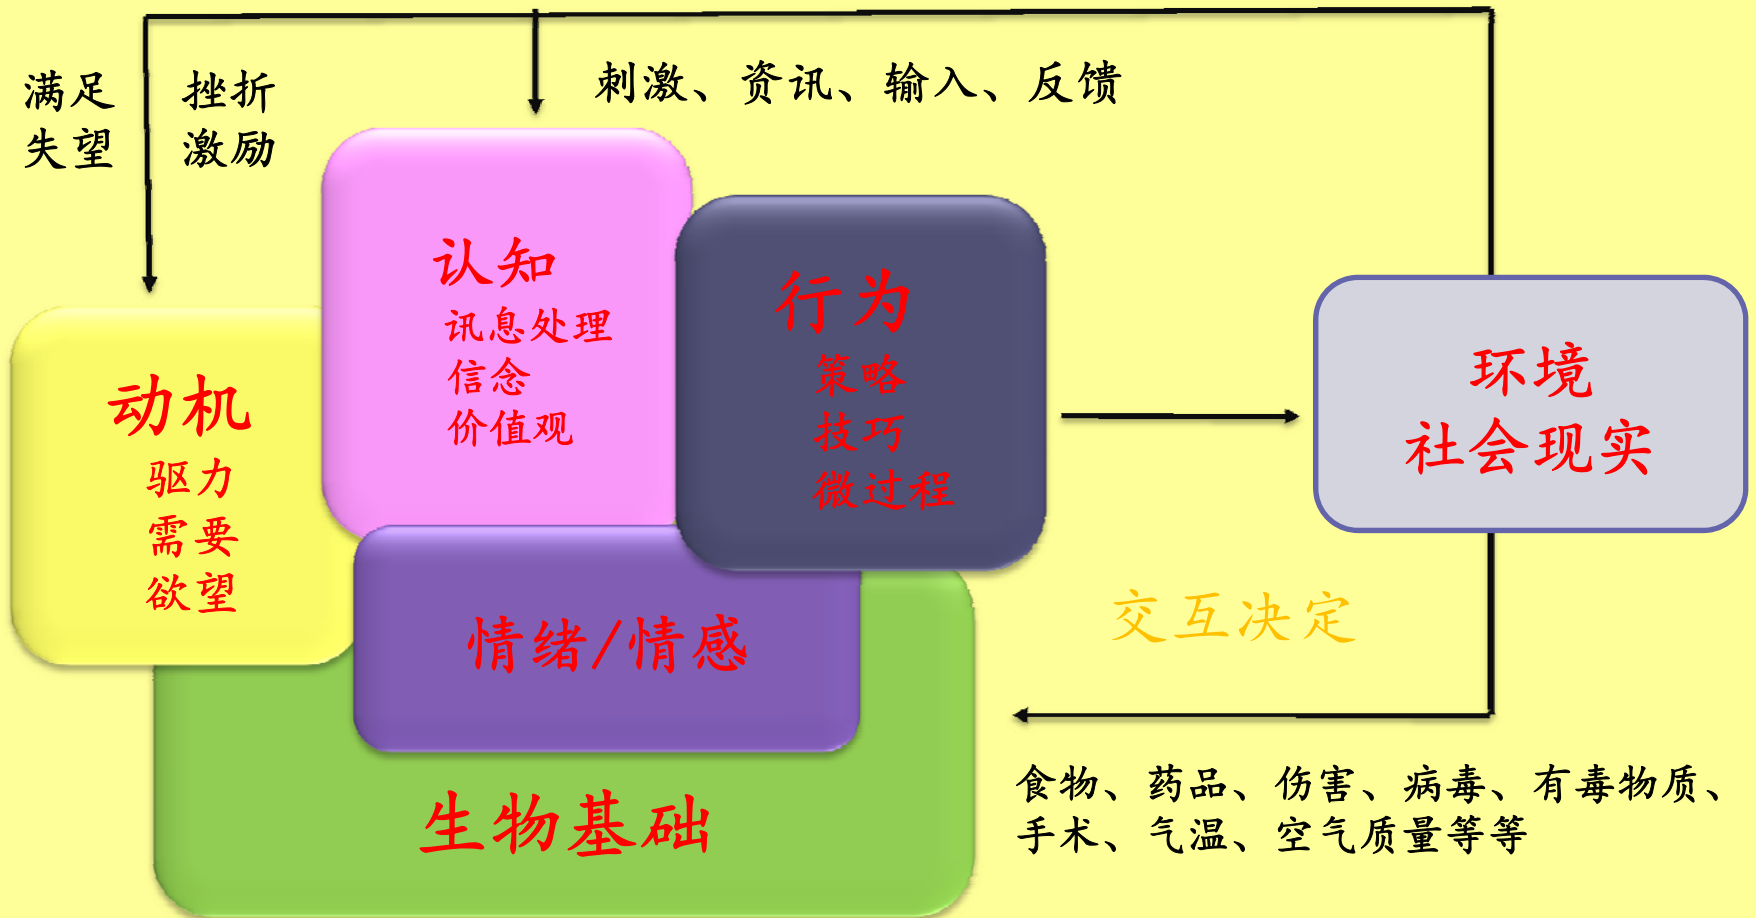 刺激、资讯、输入、反馈
满足
失望
挫折
激励
认知
讯息处理
信念
价值观
行为
策略
技巧
微过程
动机
驱力
需要
欲望
环境
社会现实
情绪/情感
交互决定
生物基础
食物、药品、伤害、病毒、有毒物质、
手术、气温、空气质量等等